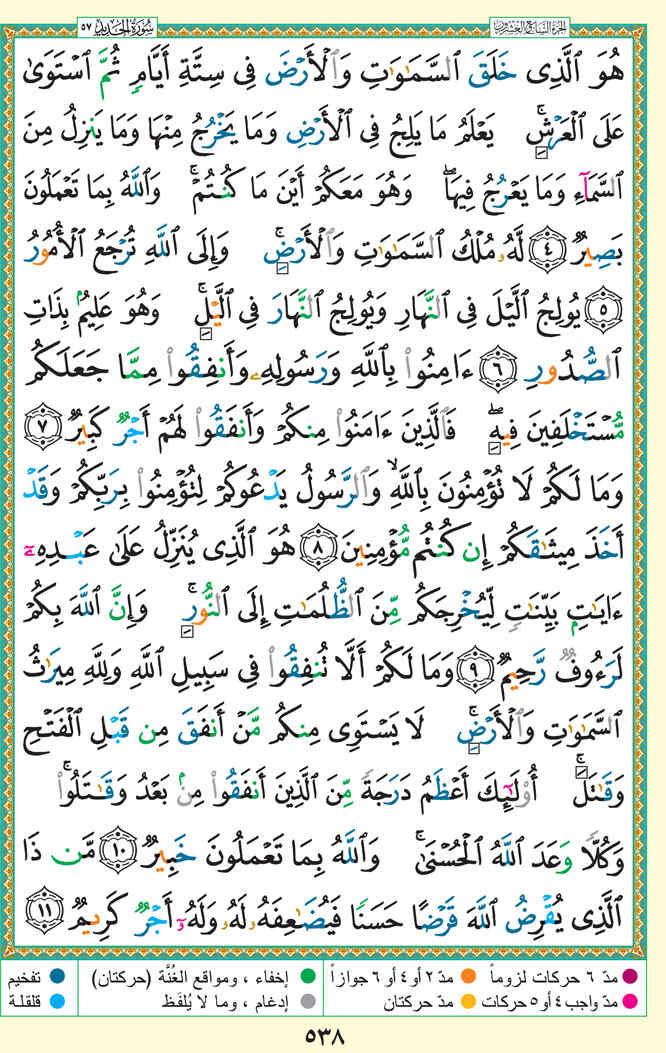 سُورَةُ الحَدِيدِ ٥٧
الجزء السابع والعشرون
هُوَ ٱلَّذِى خَلَقَ ٱلسَّمَٰوَٰتِ وَٱلْأَرْضَ فِى سِتَّةِ أَيَّامٍ ثُمَّ ٱسْتَوَىٰ
عَلَى ٱلْعَرْشِ ۚ يَعْلَمُ مَا يَلِجُ فِى ٱلْأَرْضِ وَمَا يَخْرُجُ مِنْهَا وَمَا يَنزِلُ مِنَ
ٱلسَّمَآءِ وَمَا يَعْرُجُ فِيهَا ۖ وَهُوَ مَعَكُمْ أَيْنَ مَا كُنتُمْ ۚ وَٱللَّهُ بِمَا تَعْمَلُونَ
بَصِيرٌ ٤ لَّهُۥ مُلْكُ ٱلسَّمَٰوَٰتِ وَٱلْأَرْضِ ۚ وَإِلَى ٱللَّهِ تُرْجَعُ ٱلْأُمُورُ
٥ يُولِجُ ٱلَّيْلَ فِى ٱلنَّهَارِ وَيُولِجُ ٱلنَّهَارَ فِى ٱلَّيْلِ ۚ وَهُوَ عَلِيمٌۢ بِذَاتِ
ٱلصُّدُورِ ٦ ءَامِنُوا۟ بِٱللَّهِ وَرَسُولِهِۦ وَأَنفِقُوا۟ مِمَّا جَعَلَكُم
مُّسْتَخْلَفِينَ فِيهِ ۖ فَٱلَّذِينَ ءَامَنُوا۟ مِنكُمْ وَأَنفَقُوا۟ لَهُمْ أَجْرٌ كَبِيرٌ ٧
وَمَا لَكُمْ لَا تُؤْمِنُونَ بِٱللَّهِ ۙ وَٱلرَّسُولُ يَدْعُوكُمْ لِتُؤْمِنُوا۟ بِرَبِّكُمْ وَقَدْ
أَخَذَ مِيثَٰقَكُمْ إِن كُنتُم مُّؤْمِنِينَ ٨ هُوَ ٱلَّذِى يُنَزِّلُ عَلَىٰ عَبْدِهِۦٓ
ءَايَٰتٍۭ بَيِّنَٰتٍ لِّيُخْرِجَكُم مِّنَ ٱلظُّلُمَٰتِ إِلَى ٱلنُّورِ ۚ وَإِنَّ ٱللَّهَ بِكُمْ
لَرَءُوفٌ رَّحِيمٌ ٩ وَمَا لَكُمْ أَلَّا تُنفِقُوا۟ فِى سَبِيلِ ٱللَّهِ وَلِلَّهِ مِيرَٰثُ
ٱلسَّمَٰوَٰتِ وَٱلْأَرْضِ ۚ لَا يَسْتَوِى مِنكُم مَّنْ أَنفَقَ مِن قَبْلِ ٱلْفَتْحِ
وَقَٰتَلَ ۚ أُو۟لَٰٓئِكَ أَعْظَمُ دَرَجَةً مِّنَ ٱلَّذِينَ أَنفَقُوا۟ مِنۢ بَعْدُ وَقَٰتَلُوا۟ ۚ
وَكُلًّا وَعَدَ ٱللَّهُ ٱلْحُسْنَىٰ ۚ وَٱللَّهُ بِمَا تَعْمَلُونَ خَبِيرٌ ١٠ مَّن ذَا
ٱلَّذِى يُقْرِضُ ٱللَّهَ قَرْضًا حَسَنًا فَيُضَٰعِفَهُۥ لَهُۥ وَلَهُۥٓ أَجْرٌ كَرِيمٌ ١١
مدّ ٦ حركات لزوماً مدّ ٢ أو ٤ أو ٦ جوازاً إخفاء ، ومواقع الغُنَّة (حركتان) تفخيم
مدّ واجب ٤ أو ٥ حركات مدّ حركتان إدغام ، وما لا يُلفَظ قلقلة
٥٣٨